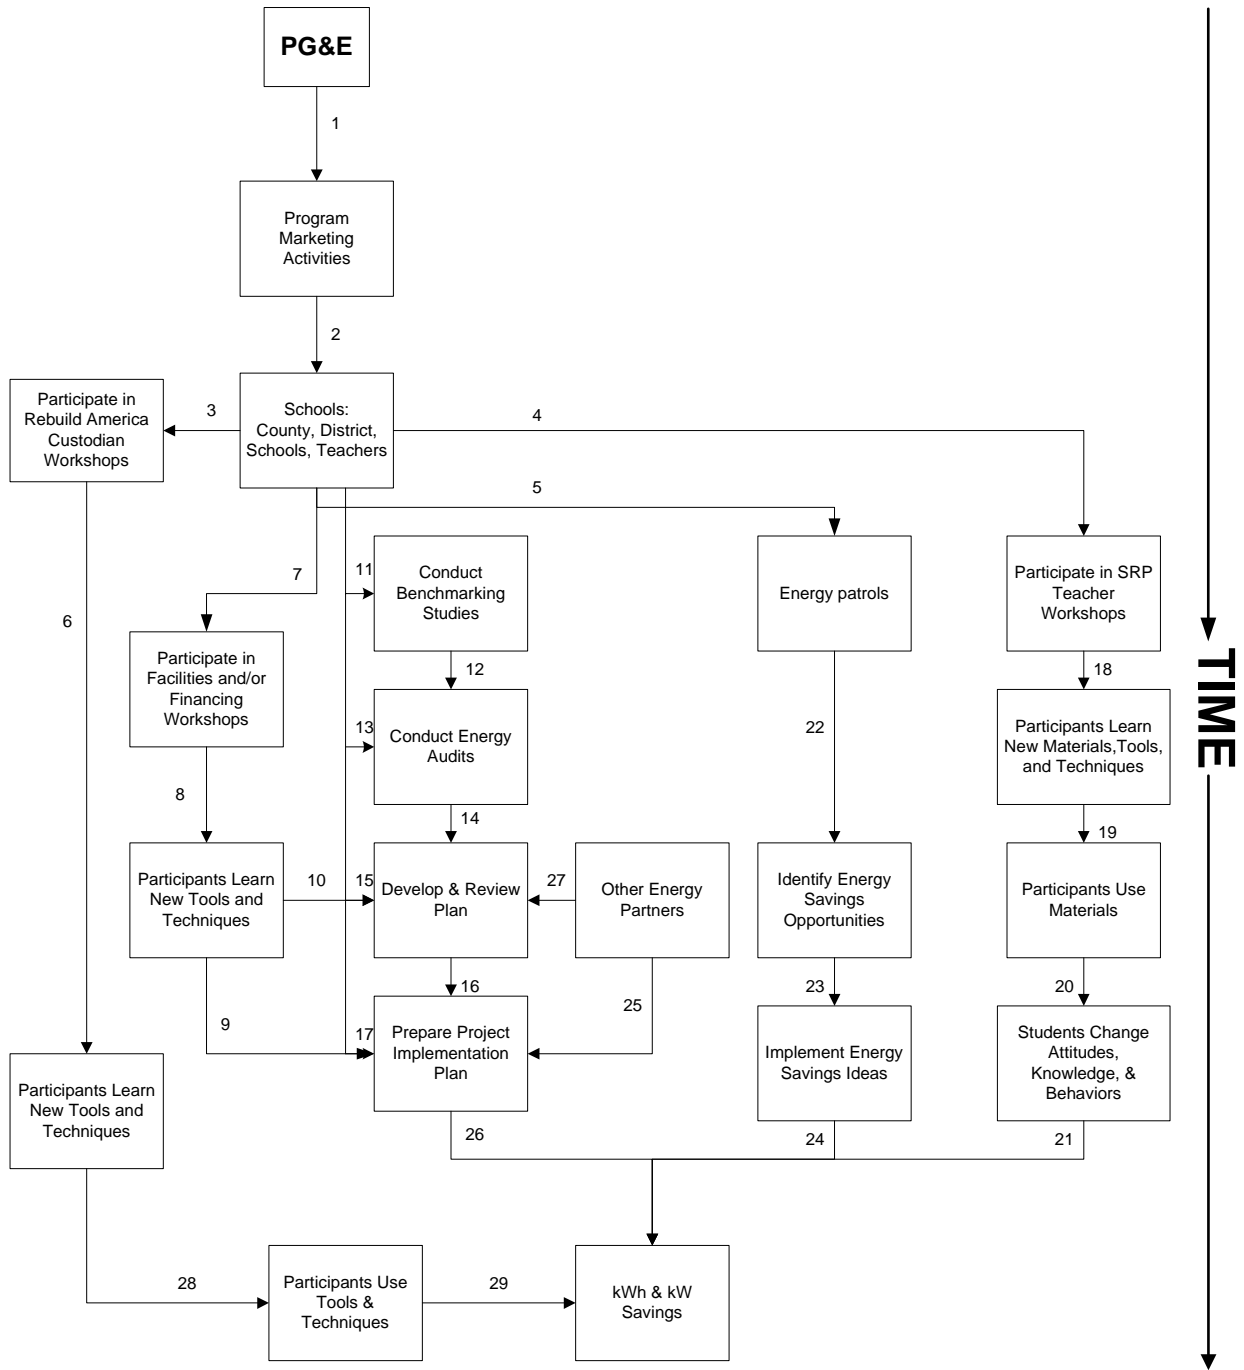 PG&E
1
Program
Marketing
Activities
2
Participate in
Rebuild America
Custodian
Workshops
3
Schools:
County, District,
Schools, Teachers
4
5
6
7
11
Conduct
Benchmarking
Studies
Energy patrols
Participate in SRP
Teacher
Workshops
Participate in
Facilities and/or
Financing
Workshops
12
18
13
Conduct Energy
Audits
22
Participants Learn
New Materials,Tools,
and Techniques
TIME
8
14
19
Participants Learn
New Tools and
Techniques
10
15
Develop & Review
Plan
27
Other Energy
Partners
Identify Energy
Savings
Opportunities
Participants Use
Materials
9
16
25
23
20
17
Prepare Project
Implementation
Plan
Implement Energy
Savings Ideas
Students Change
Attitudes,
Knowledge, &
Behaviors
Participants Learn
New Tools and
Techniques
26
24
21
28
Participants Use
Tools &
Techniques
29
kWh & kW
Savings